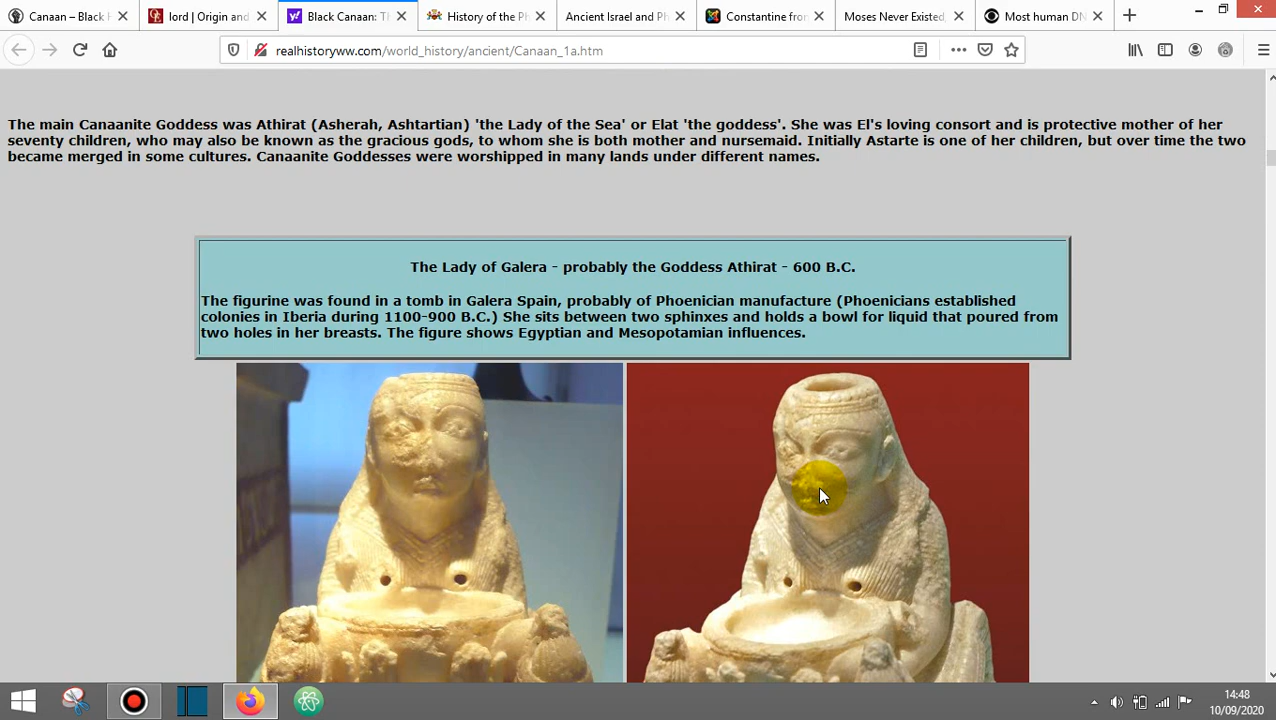 Canaan – Black H
lord | Origin and
Black Canaan: Th
History of the Ph
Ancient Israel and Ph
Constantine from
Moses Never Existed,
Most human DN
realhistoryww.com/world_history/ancient/Canaan_1a.htm
The main Canaanite Goddess was Athirat (Asherah, Ashtartian) 'the Lady of the Sea' or Elat 'the goddess'. She was El's loving consort and is protective mother of her
seventy children, who may also be known as the gracious gods, to whom she is both mother and nursemaid. Initially Astarte is one of her children, but over time the two
became merged in some cultures. Canaanite Goddesses were worshipped in many lands under different names.
The Lady of Galera - probably the Goddess Athirat - 600 B.C.
The figurine was found in a tomb in Galera Spain, probably of Phoenician manufacture (Phoenicians established
colonies in Iberia during 1100-900 B.C.) She sits between two sphinxes and holds a bowl for liquid that poured from
two holes in her breasts. The figure shows Egyptian and Mesopotamian influences.
14:48
10/09/2020